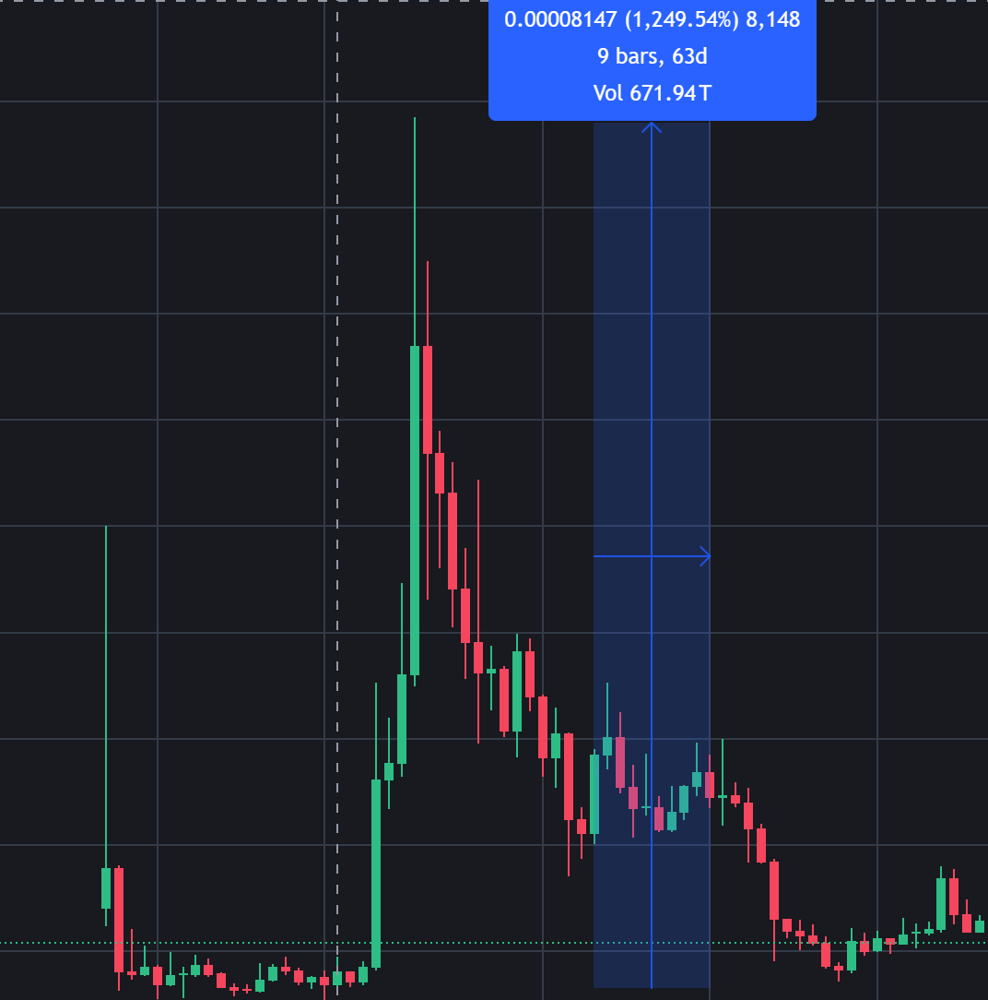 0.00008147 (1,249.54%) 8,148
9 bars, 63d
Vol 671.94T